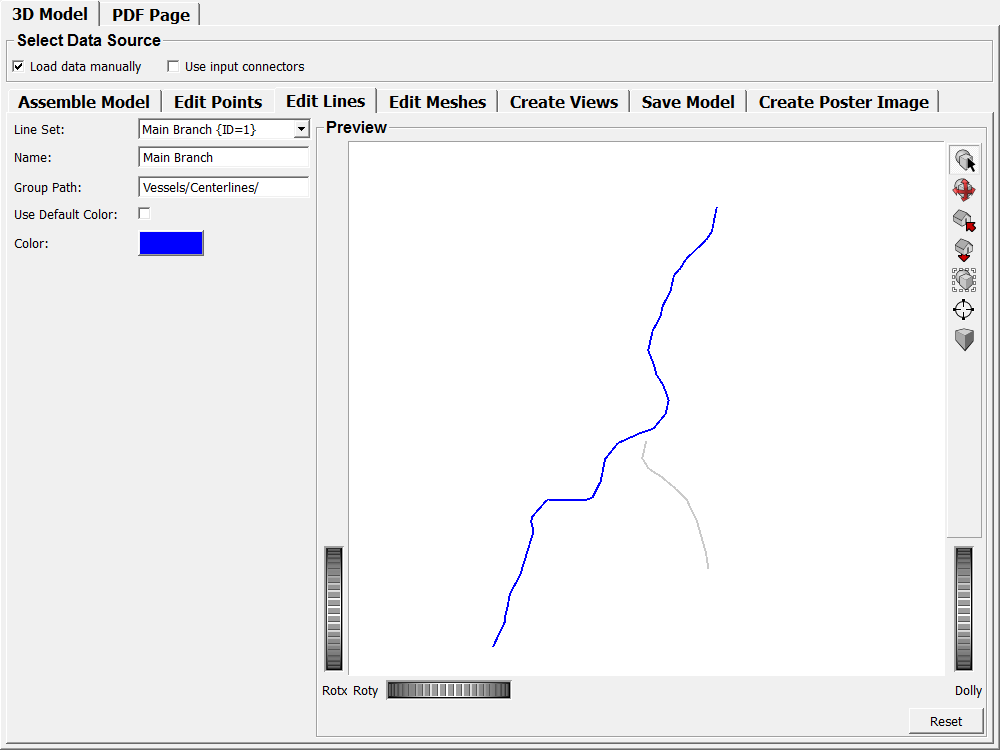 3D Model PDF Page
Select Data Source
Load data manually Use input connectors
Assemble Model Edit Points Edit Lines Edit Meshes Create Views Save Model Create Poster Image
Line Set: Main Branch {ID=1}
Preview
Name: Main Branch
Group Path: Vessels/Centerlines/
Use Default Color:
Color:
Rotx Roty Dolly
Reset